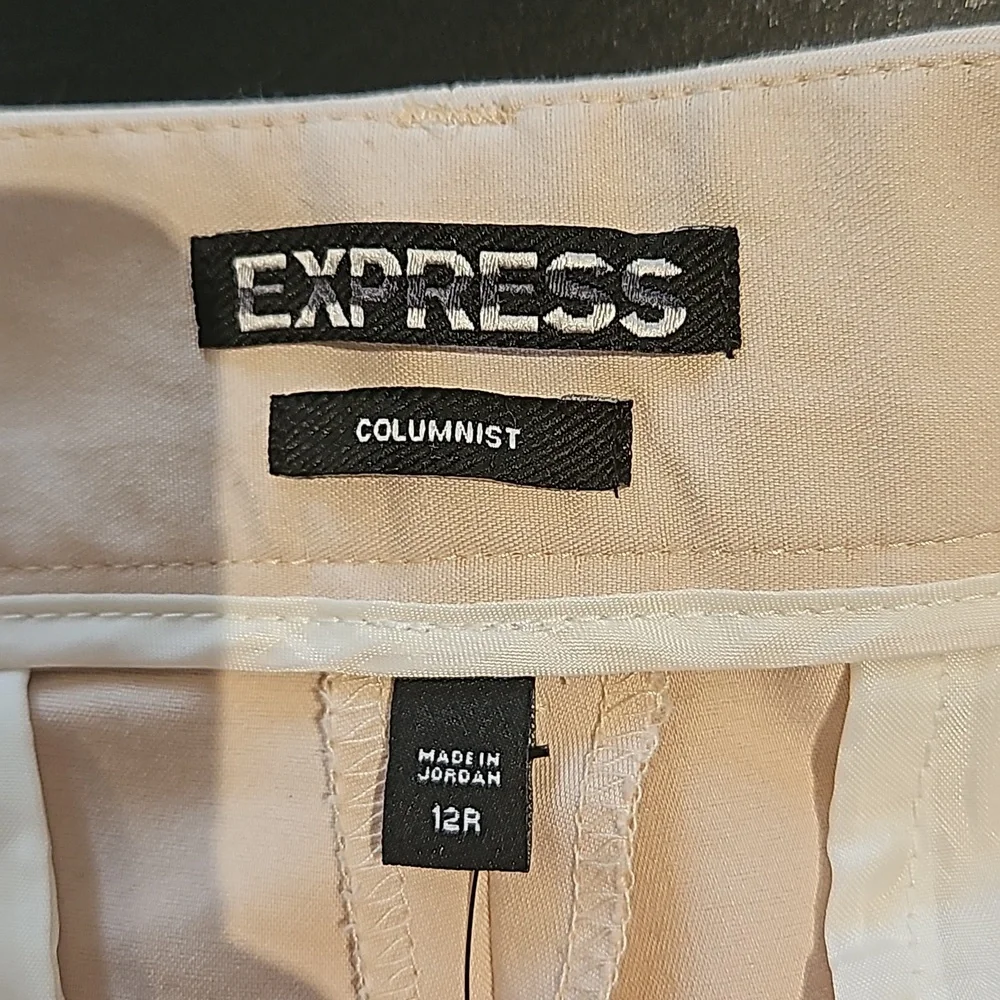 EXPRESS
COLUMNIST
MADE IN
JORDAN
12R